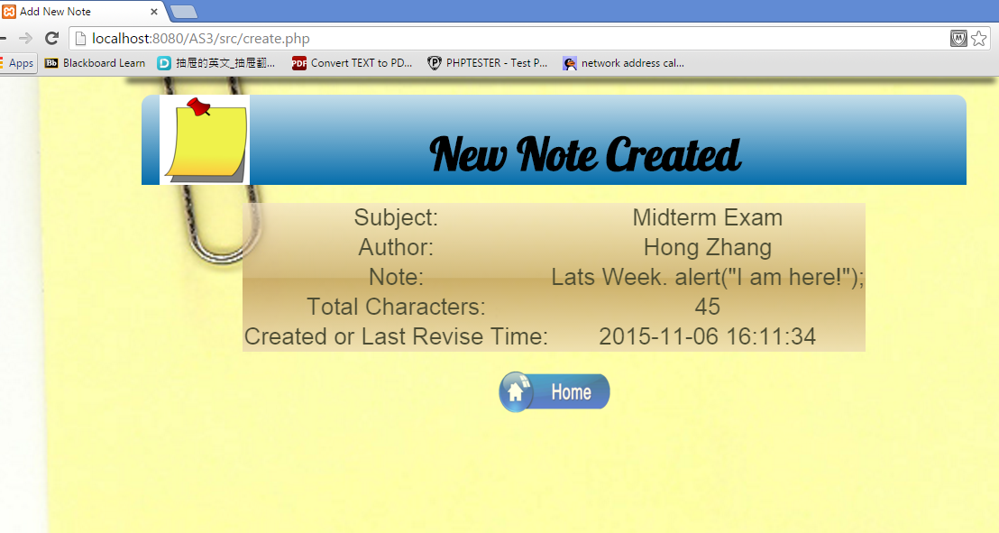 Add New Note
localhost:8080/AS3/src/create.php
Apps
Bb Blackboard Learn
D 抽屉的英文_抽屉翻...
PDF Convert TEXT to PD...
P PHPTESTER - Test P...
network address cal...
New Note Created
Subject: Midterm Exam
Author: Hong Zhang
Note: Lats Week. alert("I am here!");
Total Characters: 45
Created or Last Revise Time: 2015-11-06 16:11:34
Home